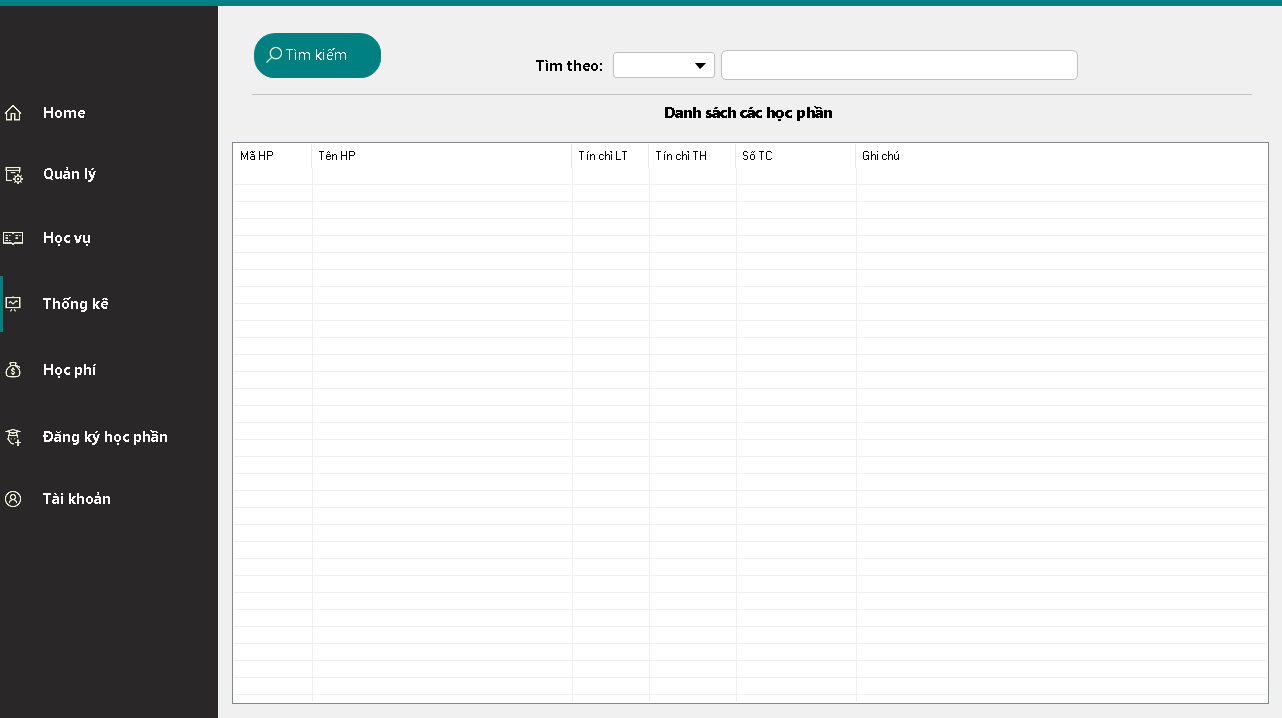 Tìm kiếm
Tìm theo:
Home
Quản lý
Học vụ
Thống kê
Học phí
Đăng ký học phần
Tài khoản
Danh sách các học phần
Mã HP Tên HP Tín chỉ LT Tín chỉ TH Số TC Ghi chú